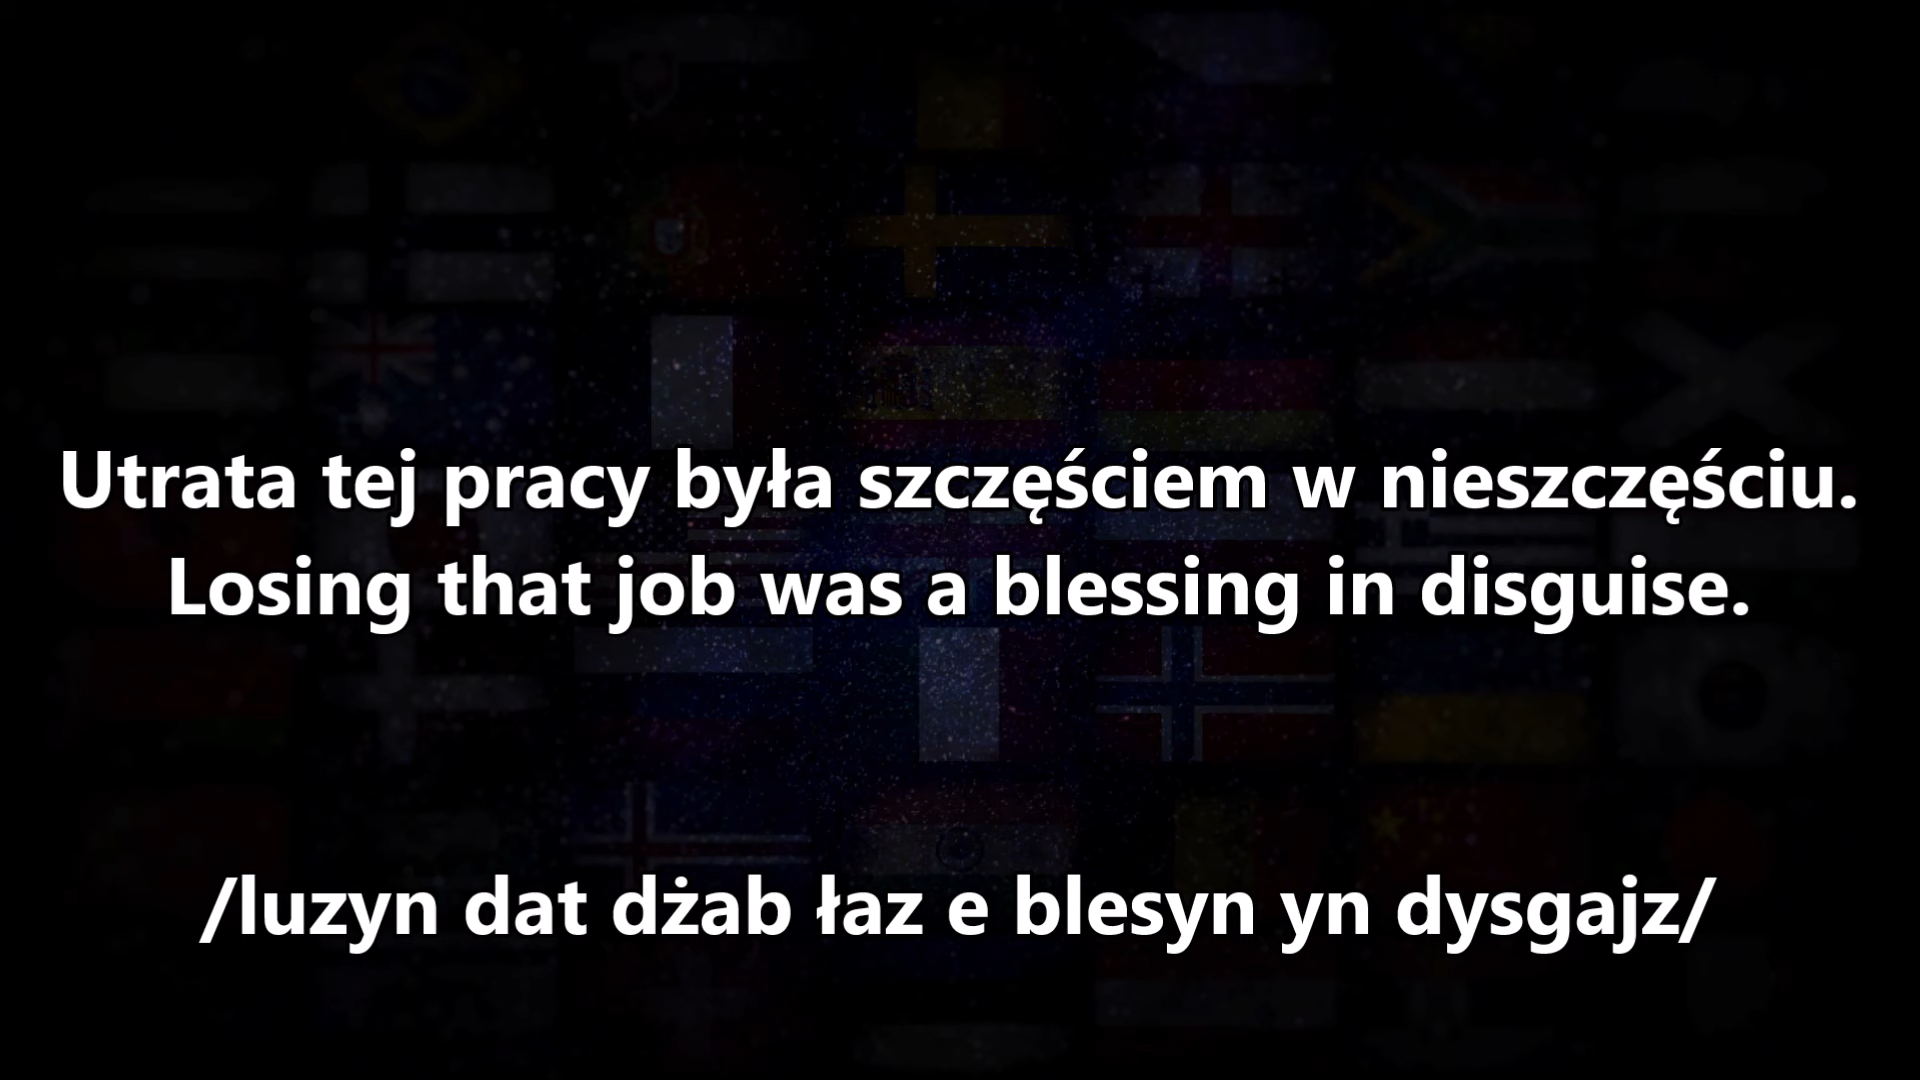 Utrata tej pracy była szczęściem w nieszczęściu.
Losing that job was a blessing in disguise.
/luzyn dat dżab łaz e blesyn yn dysgajz/